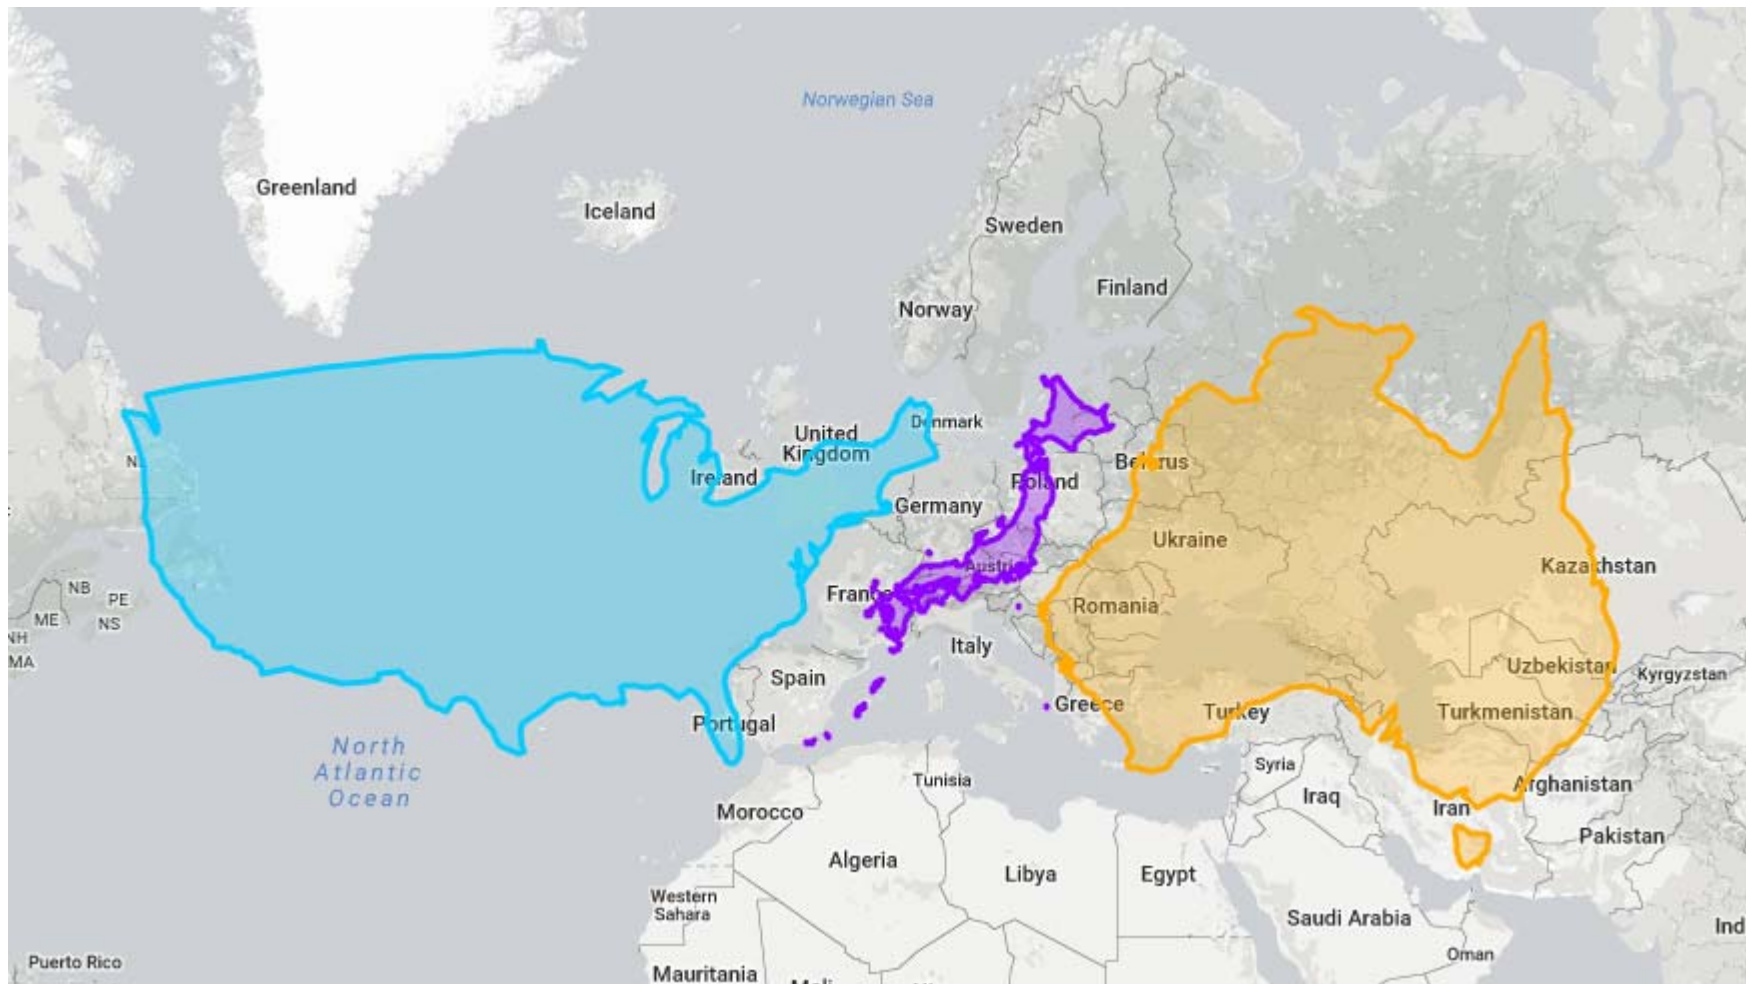 Norwegian Sea
Greenland
Iceland
Sweden
Finland
Norway
Denmark
United
Kingdom
Ireland
Poland
Belarus
Germany
Ukraine
Austria
Kazakhstan
France
Romania
NB
PE
ME
NS
NH
MA
Italy
Spain
Uzbekistan
Kyrgyzstan
Portugal
Greece
Turkey
Turkmenistan
North
Atlantic
Ocean
Syria
Tunisia
Afghanistan
Iraq
Iran
Morocco
Pakistan
Algeria
Libya
Egypt
Western
Sahara
Saudi Arabia
Ind
Oman
Puerto Rico
Mauritania